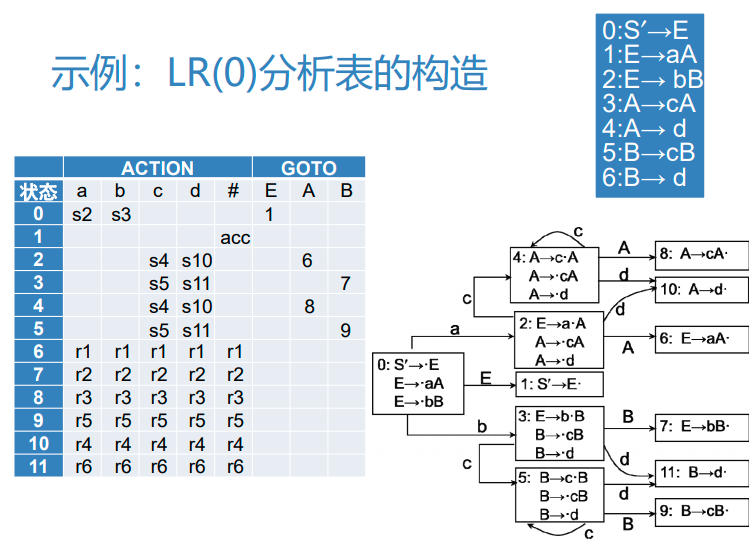 示例：LR(0)分析表的构造
0:S′→E
1:E→aA
2:E→ bB
3:A→cA
4:A→ d
5:B→cB
6:B→ d
ACTION GOTO
状态 a b c d # E A B
0 s2 s3 1
1 acc
2 s4 s10 6
3 s5 s11 7
4 s4 s10 8
5 s5 s11 9
6 r1 r1 r1 r1 r1
7 r2 r2 r2 r2 r2
8 r3 r3 r3 r3 r3
9 r5 r5 r5 r5 r5
10 r4 r4 r4 r4 r4
11 r6 r6 r6 r6 r6
c
4: A→c·A
A→·cA
A→·d
A
8: A→cA·
d
10: A→d·
c
d
a
2: E→a·A
A→·cA
A→·d
A
6: E→aA·
0: S′→·E
E→·aA
E→·bB
E
1: S′→E·
b
3: E→b·B
B→·cB
B→·d
B
7: E→bB·
c
d
11: B→d·
5: B→c·B
B→·cB
B→·d
d
B
9: B→cB·
c